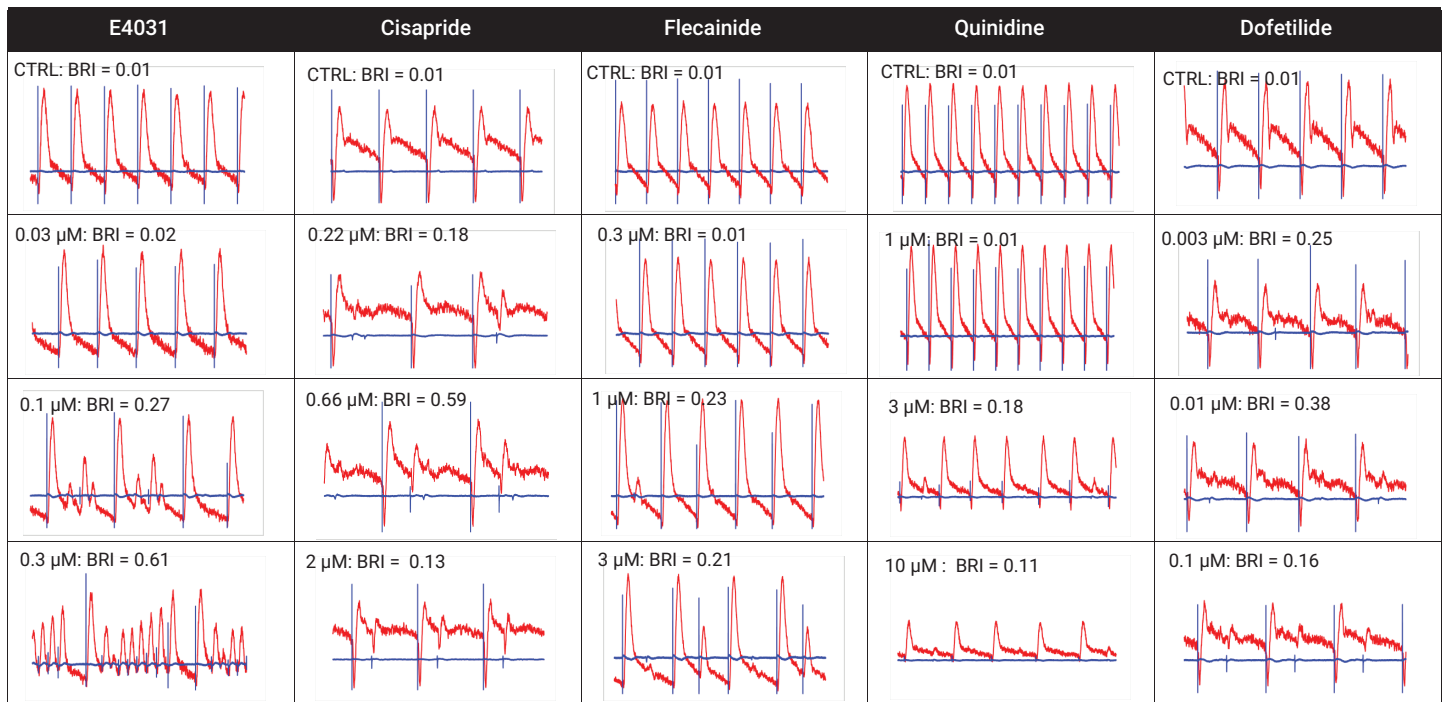 E4031 Cisapride Flecainide Quinidine Dofetilide
CTRL: BRI = 0.01 CTRL: BRI = 0.01 CTRL: BRI = 0.01 CTRL: BRI = 0.01 CTRL: BRI = 0.01
0.03 µM: BRI = 0.02 0.22 µM: BRI = 0.18 0.3 µM: BRI = 0.01 1 µM: BRI = 0.01 0.003 µM: BRI = 0.25
0.1 µM: BRI = 0.27 0.66 µM: BRI = 0.59 1 µM: BRI = 0.23 3 µM: BRI = 0.18 0.01 µM: BRI = 0.38
0.3 µM: BRI = 0.61 2 µM: BRI = 0.13 3 µM: BRI = 0.21 10 µM : BRI = 0.11 0.1 µM: BRI = 0.16